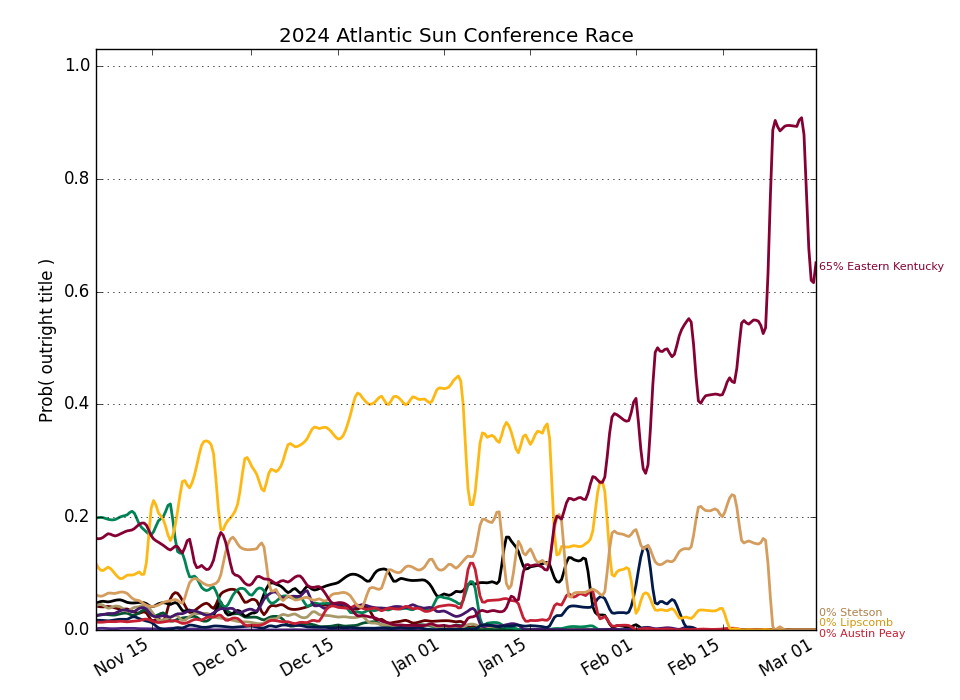 2024 Atlantic Sun Conference Race
Prob( outright title )
1.0
0.8
0.6
0.4
0.2
0.0
65% Eastern Kentucky
0% Stetson
0% Lipscomb
0% Austin Peay
Nov 15
Dec 01
Dec 15
Jan 01
Jan 15
Feb 01
Feb 15
Mar 01